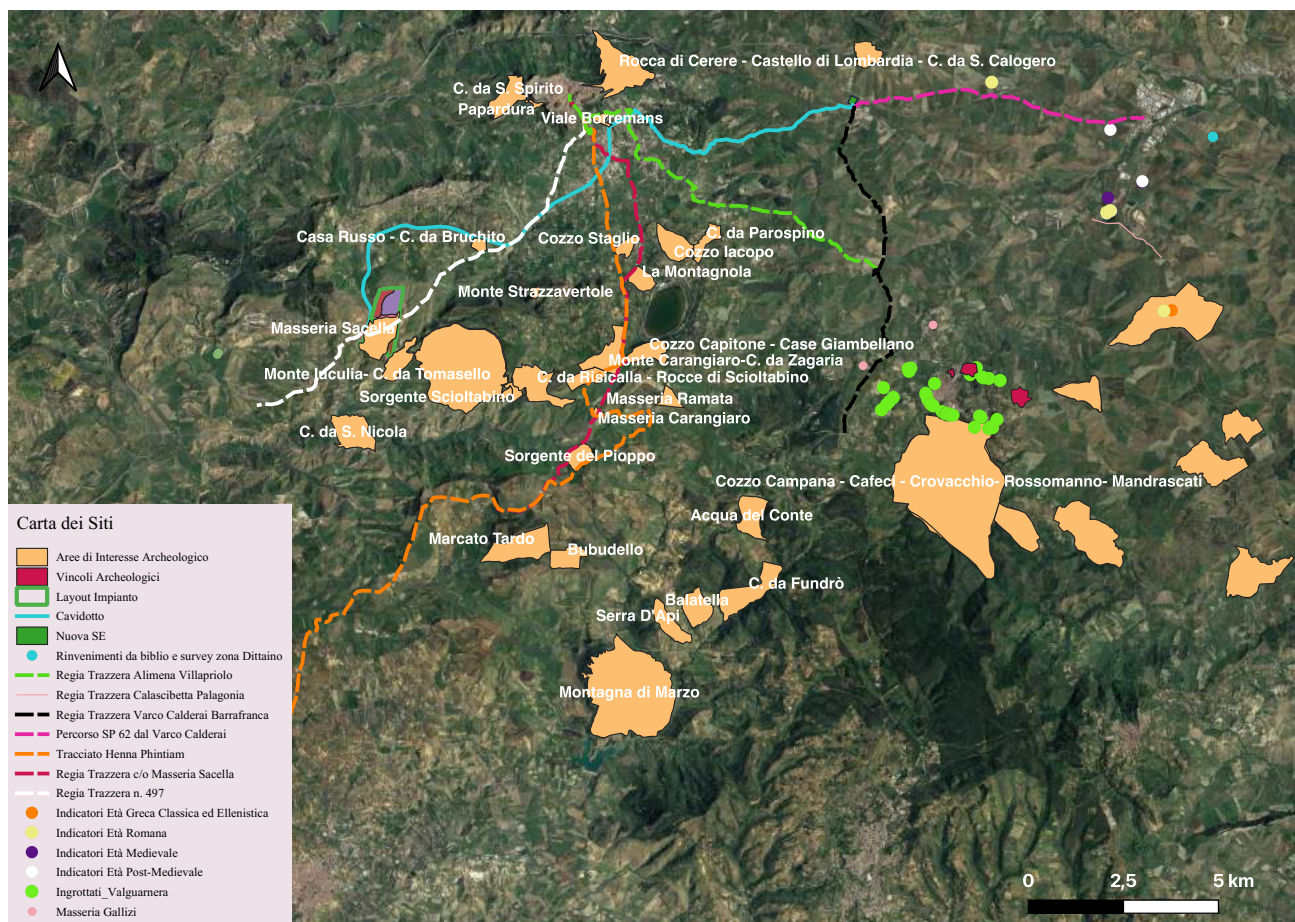 Rocca di Cerere - Castello di Lombardia - C. da S. Calogero
C. da S. Spirito
Papardura
Viale Borremans
Casa Russo - C. da Bruchito
Cozzo Staglio
C. da Parospino
Cozzo Iacopo
La Montagnola
Monte Strazzavertole
Masseria Sacella
Cozzo Capitone - Case Giambellano
Monte Carangiaro-C. da Zagaria
Monte Iuculia- C. da Tomasello
C. da Risicalla - Rocce di Scioltabino
Sorgente Scioltabino
Masseria Ramata
Masseria Carangiaro
C. da S. Nicola
Sorgente del Pioppo
Cozzo Campana - Cafeci - Crovacchio- Rossomanno- Mandrascati
Acqua del Conte
Marcato Tardo
Bubudello
C. da Fundrò
Balatella
Serra D'Api
Montagna di Marzo
Carta dei Siti
Aree di Interesse Archeologico
Vincoli Archeologici
Layout Impianto
Cavidotto
Nuova SE
Rinvenimenti da biblio e survey zona Dittaino
Regia Trazzera Alimena Villapriolo
Regia Trazzera Calascibetta Palagonia
Regia Trazzera Varco Calderai Barrafranca
Percorso SP 62 dal Varco Calderai
Tracciato Henna Phintiam
Regia Trazzera c/o Masseria Sacella
Regia Trazzera n. 497
Indicatori Età Greca Classica ed Ellenistica
Indicatori Età Romana
Indicatori Età Medievale
Indicatori Età Post-Medievale
Ingrottati_Valguarnera
Masseria Gallizi
0 2,5 5 km